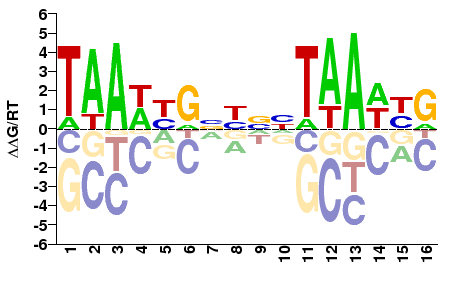 6
5
4
3
2
1
0
-1
-2
-3
-4
-5
-6
ΔΔG/RT
T A A T T G C T G C T A A A T G
A T A C C T T T C A
C G T C A T A A T G C G G C G T
G C C G C G C T A C
C
1 2 3 4 5 6 7 8 9 10 11 12 13 14 15 16